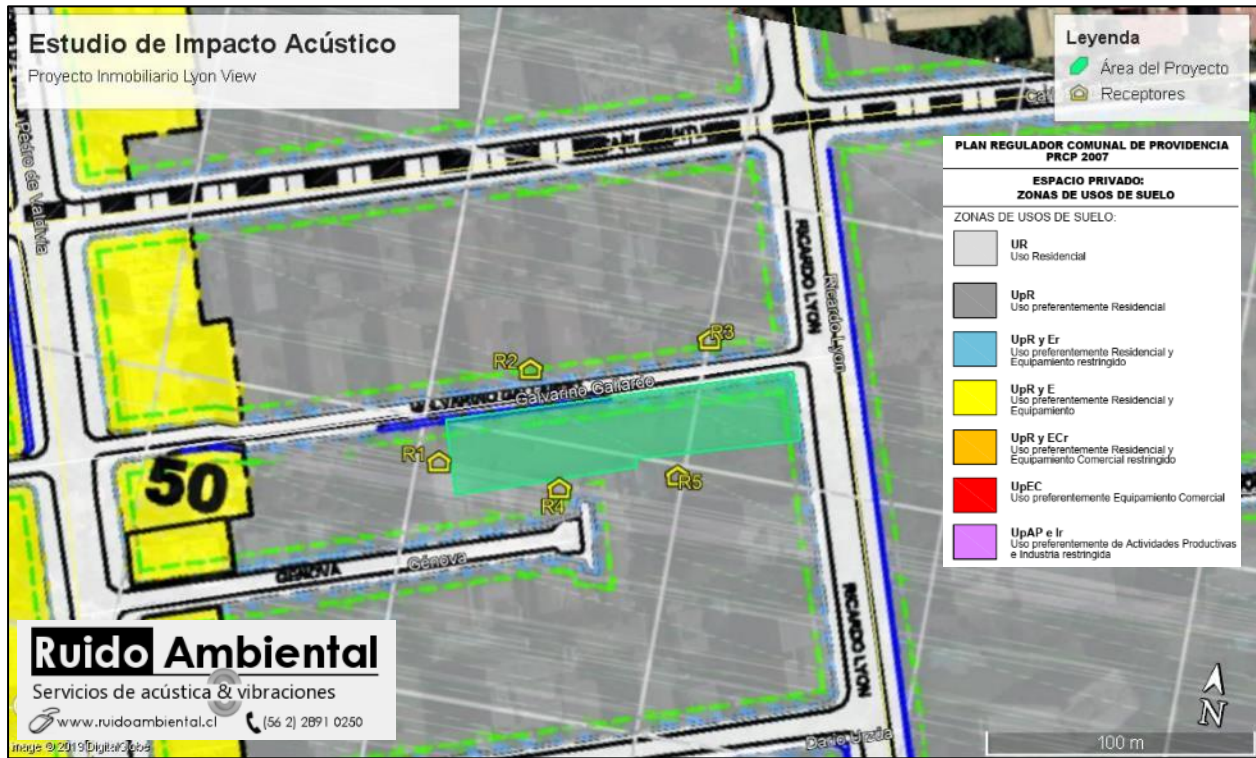 Estudio de Impacto Acústico
Proyecto Inmobiliario Lyon View
Leyenda
Área del Proyecto
Receptores
PLAN REGULADOR COMUNAL DE PROVIDENCIA
PRCP 2007
ESPACIO PRIVADO:
ZONAS DE USOS DE SUELO
ZONAS DE USOS DE SUELO:
UR
Uso Residencial
UpR
Uso preferentemente Residencial
UpR y Er
Uso preferentemente Residencial y
Equipamiento restringido
UpR y E
Uso preferentemente Residencial y
Equipamiento
UpR y ECr
Uso preferentemente Residencial y
Equipamiento Comercial restringido
UpEC
Uso preferentemente Equipamiento Comercial
UpAP e Ir
Uso preferentemente de Actividades Productivas
e Industria restringida
Pedro de Valdivia
RICARDO LYON
Ricardo Lyon
R3
R2
Galvarino Gallardo
R1
R5
R4
50
GENOVA
Génova
RICARDO LYON
Ruido Ambiental
Servicios de acústica & vibraciones
www.ruidoambiental.cl (56 2) 2891 0250
N
Image © 2019 DigitalGlobe
Dario Urzúa
100 m